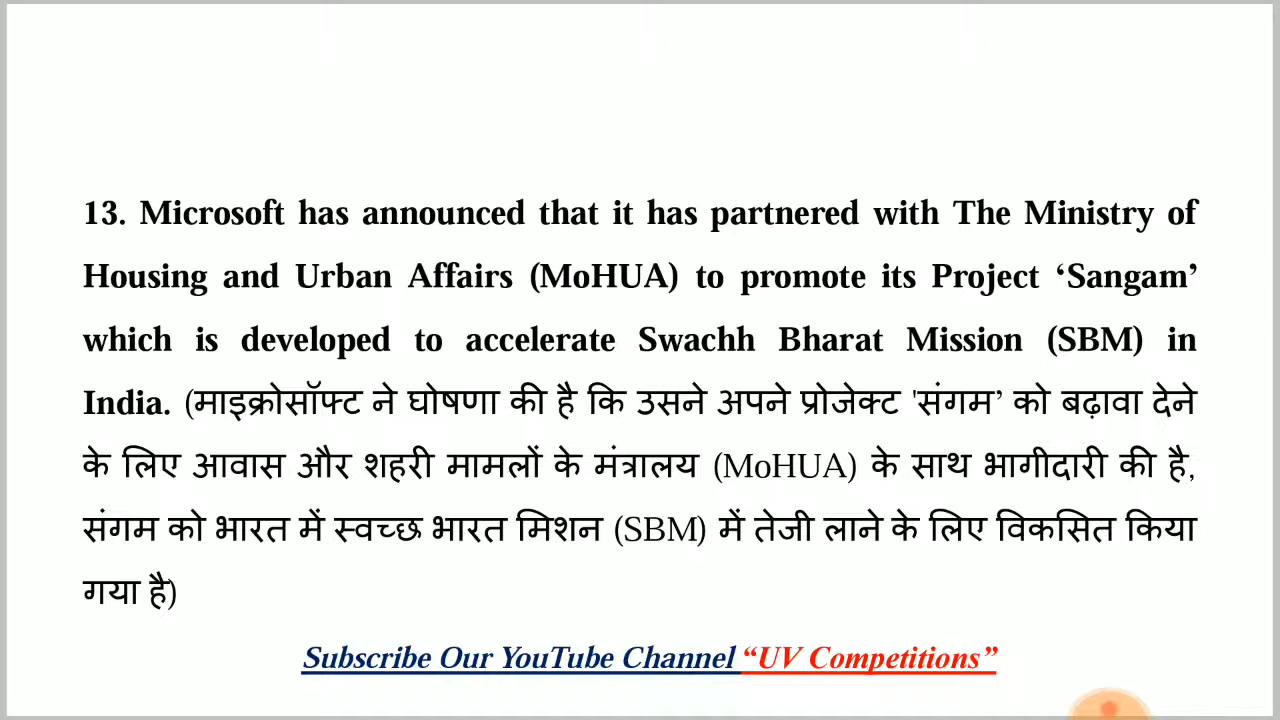 13. Microsoft has announced that it has partnered with The Ministry of
Housing and Urban Affairs (MoHUA) to promote its Project ‘Sangam’
which is developed to accelerate Swachh Bharat Mission (SBM) in
India. (माइक्रोसॉफ्ट ने घोषणा की है कि उसने अपने प्रोजेक्ट 'संगम’ को बढ़ावा देने
के लिए आवास और शहरी मामलों के मंत्रालय (MoHUA) के साथ भागीदारी की है,
संगम को भारत में स्वच्छ भारत मिशन (SBM) में तेजी लाने के लिए विकसित किया
गया है)
Subscribe Our YouTube Channel “UV Competitions”